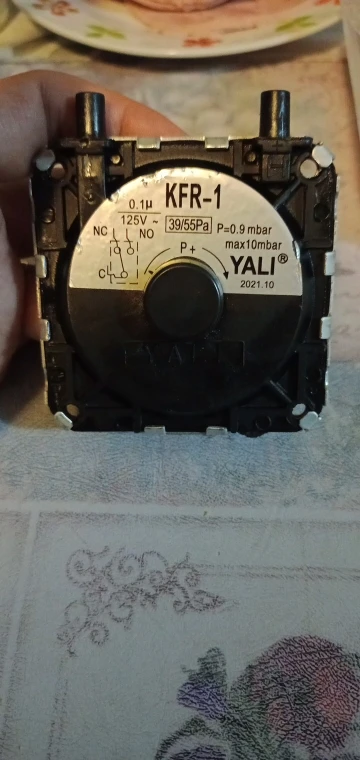 KFR-1
0.1µ
125V ~
39/55Pa
P=0.9 mbar
max10mbar
NC
NO
C
P+
- +
YALI®
2021.10
YALI